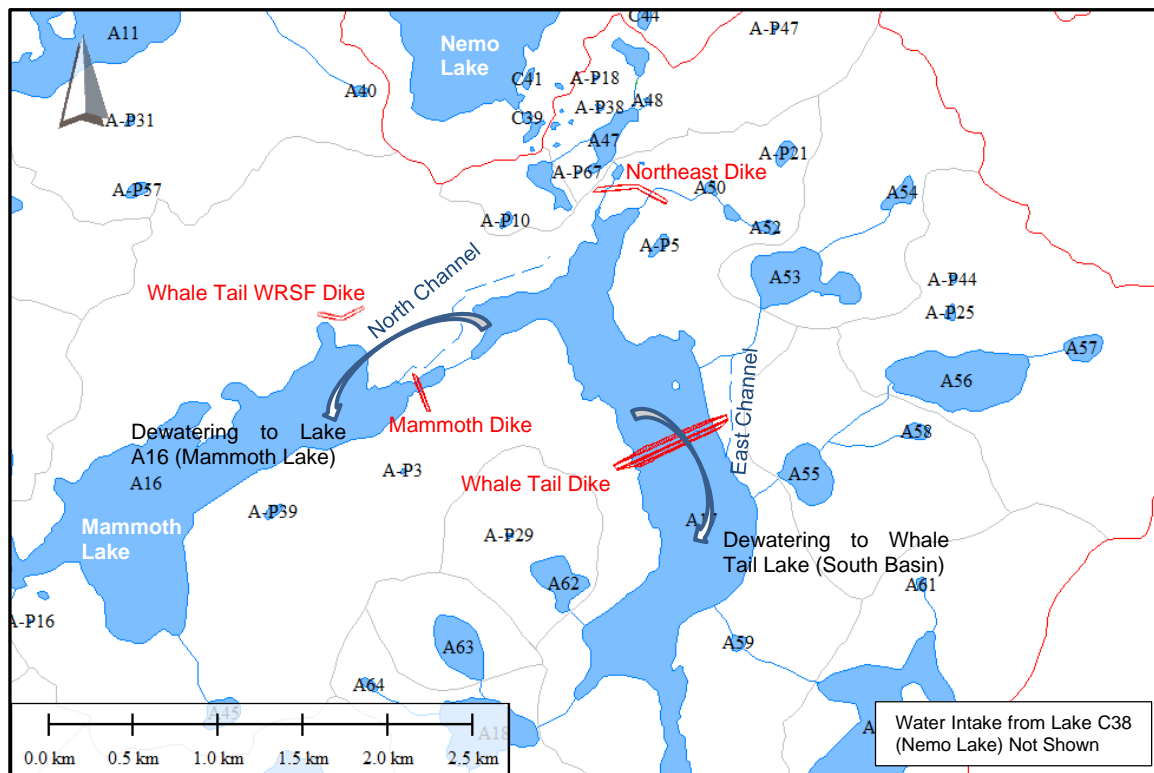 C44
A-P47
A11
Nemo
Lake
C41
A-P18
A40
A-P38
A48
C39
A-P31
A47
A-P21
A-P67
Northeast Dike
A-P57
A50
A54
A-P10
A52
A-P5
North Channel
Whale Tail WRSF Dike
A53
A-P44
A-P25
A57
East Channel
A56
Mammoth Dike
Dewatering to Lake
A16 (Mammoth Lake)
A58
A-P3
A16
Whale Tail Dike
A55
A-P39
A17
Mammoth
Lake
A-P29
Dewatering to Whale
Tail Lake (South Basin)
A62
A61
A-P16
A63
A59
A64
A45
A18
Water Intake from Lake C38
(Nemo Lake) Not Shown
0.0 km 0.5 km 1.0 km 1.5 km 2.0 km 2.5 km